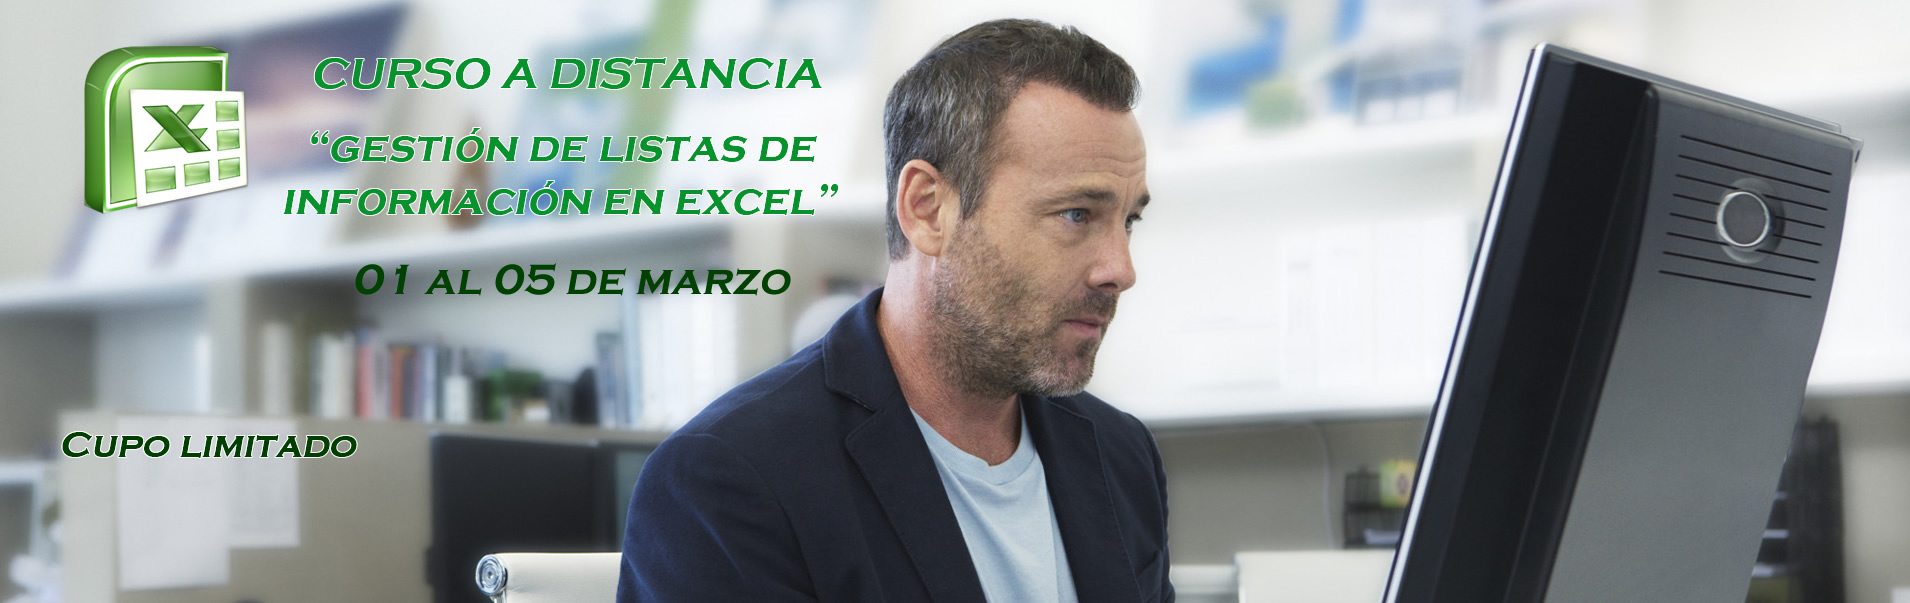 CURSO A DISTANCIA
“GESTIÓN DE LISTAS DE
INFORMACIÓN EN EXCEL”
01 AL 05 DE MARZO
CUPO LIMITADO